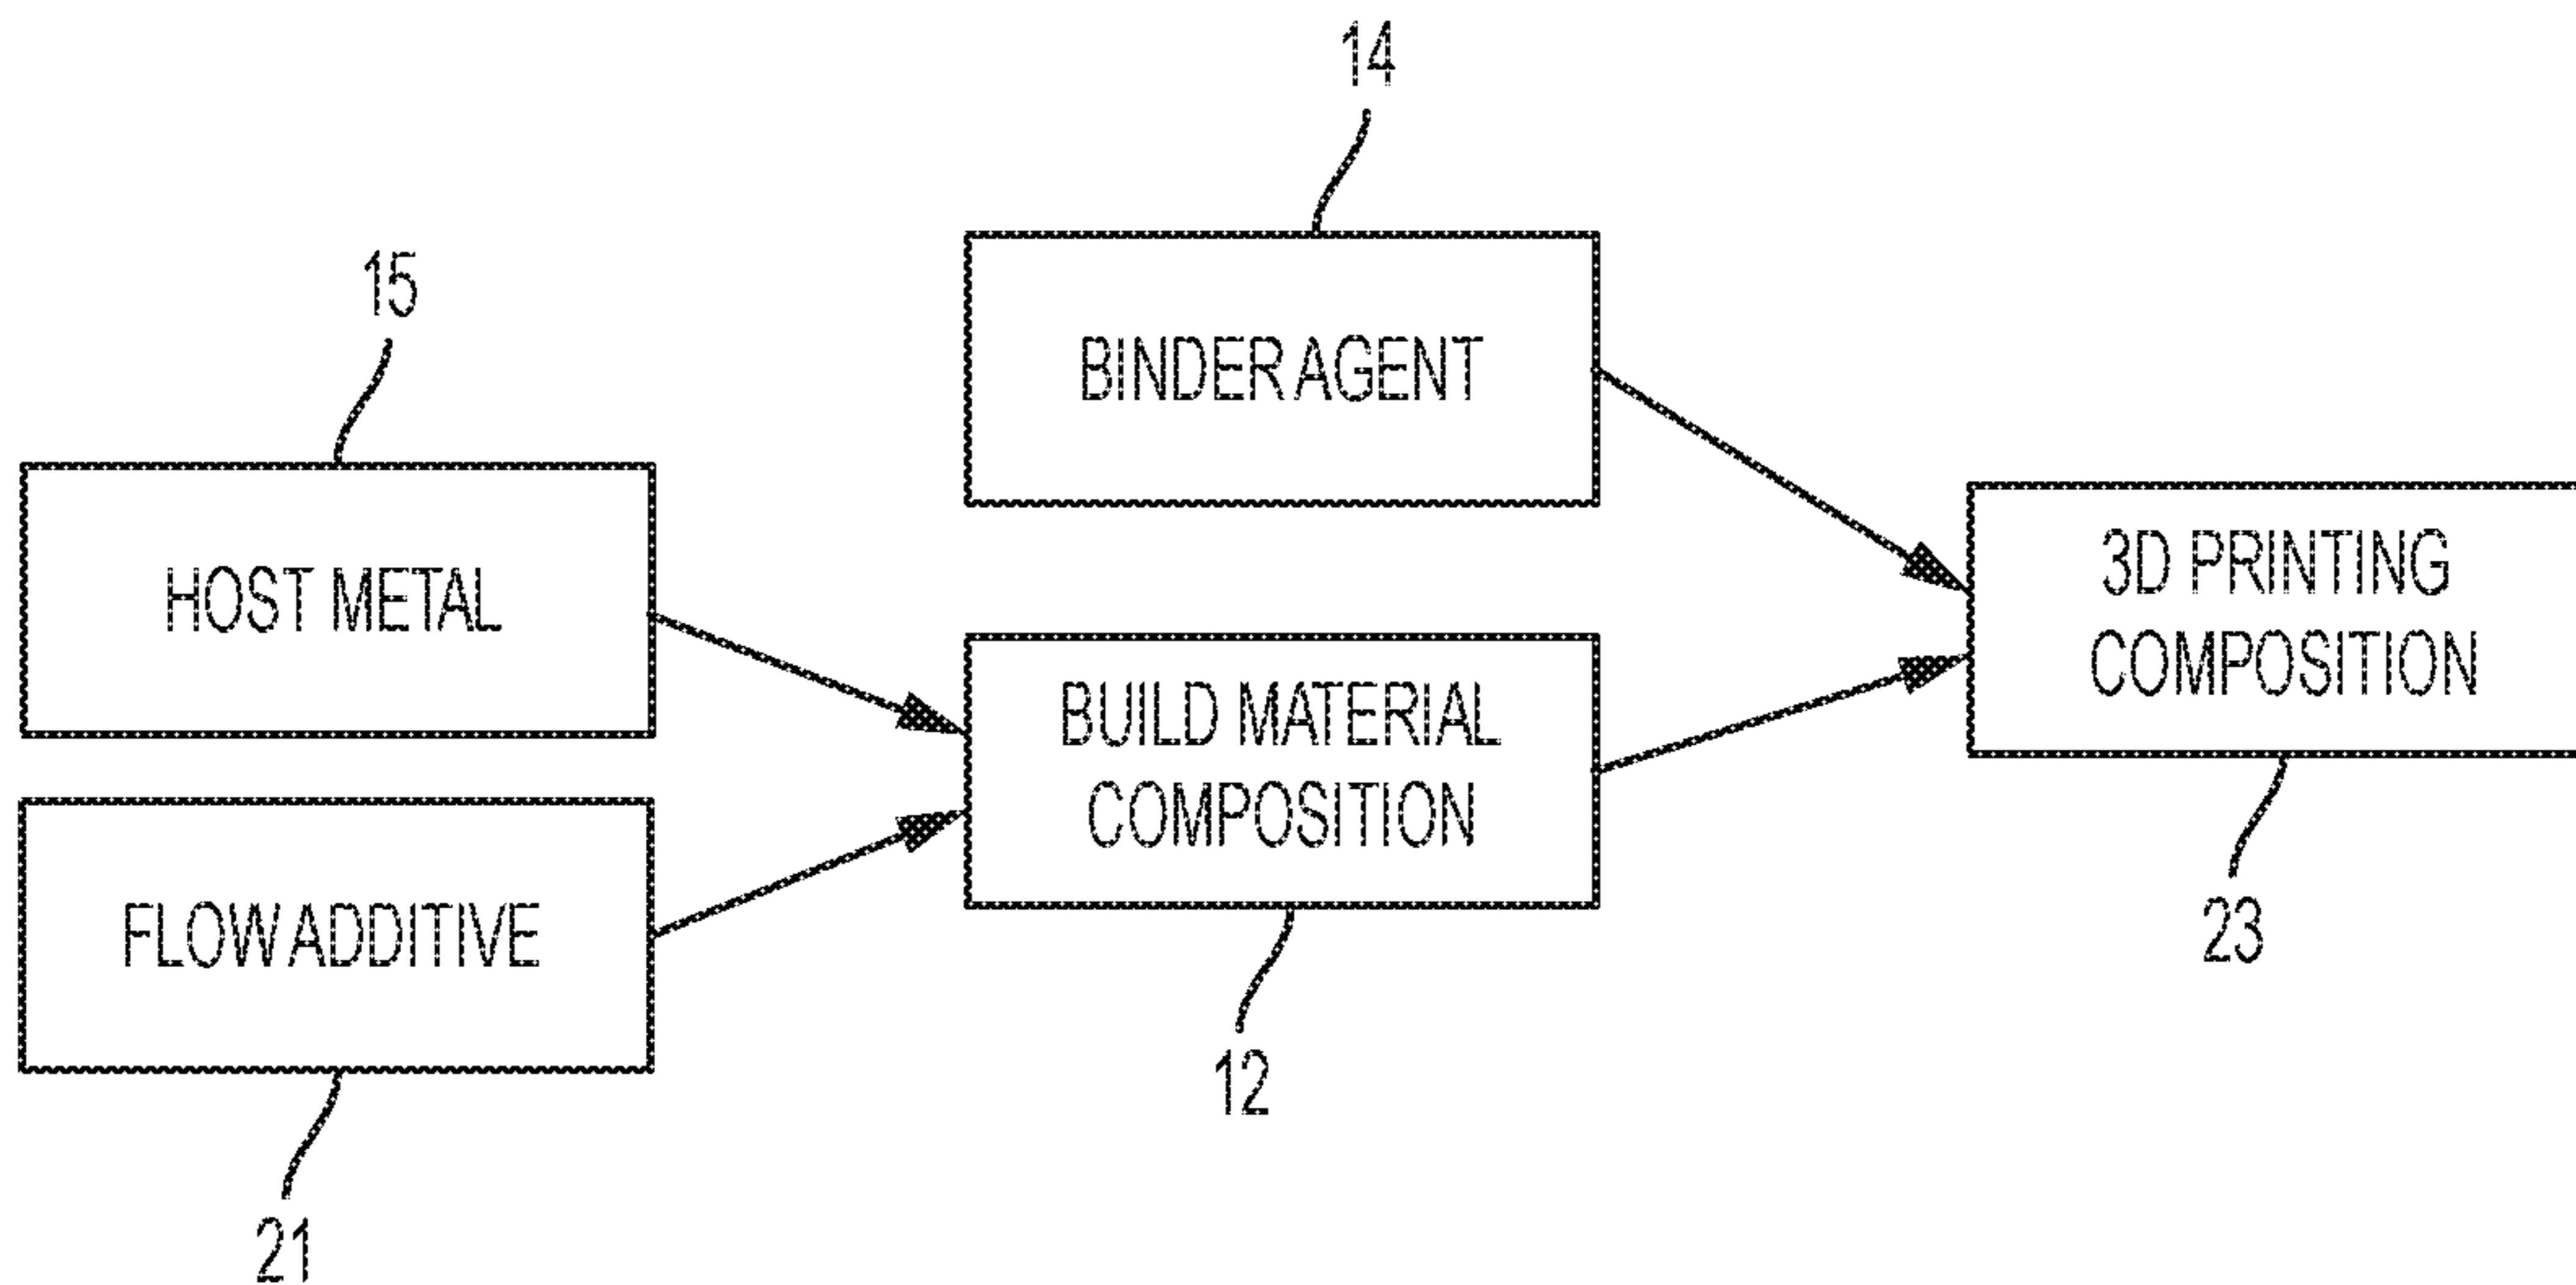 14
15
BINDER AGENT
HOST METAL
3D PRINTING
COMPOSITION
BUILD MATERIAL
COMPOSITION
FLOW ADDITIVE
23
12
21